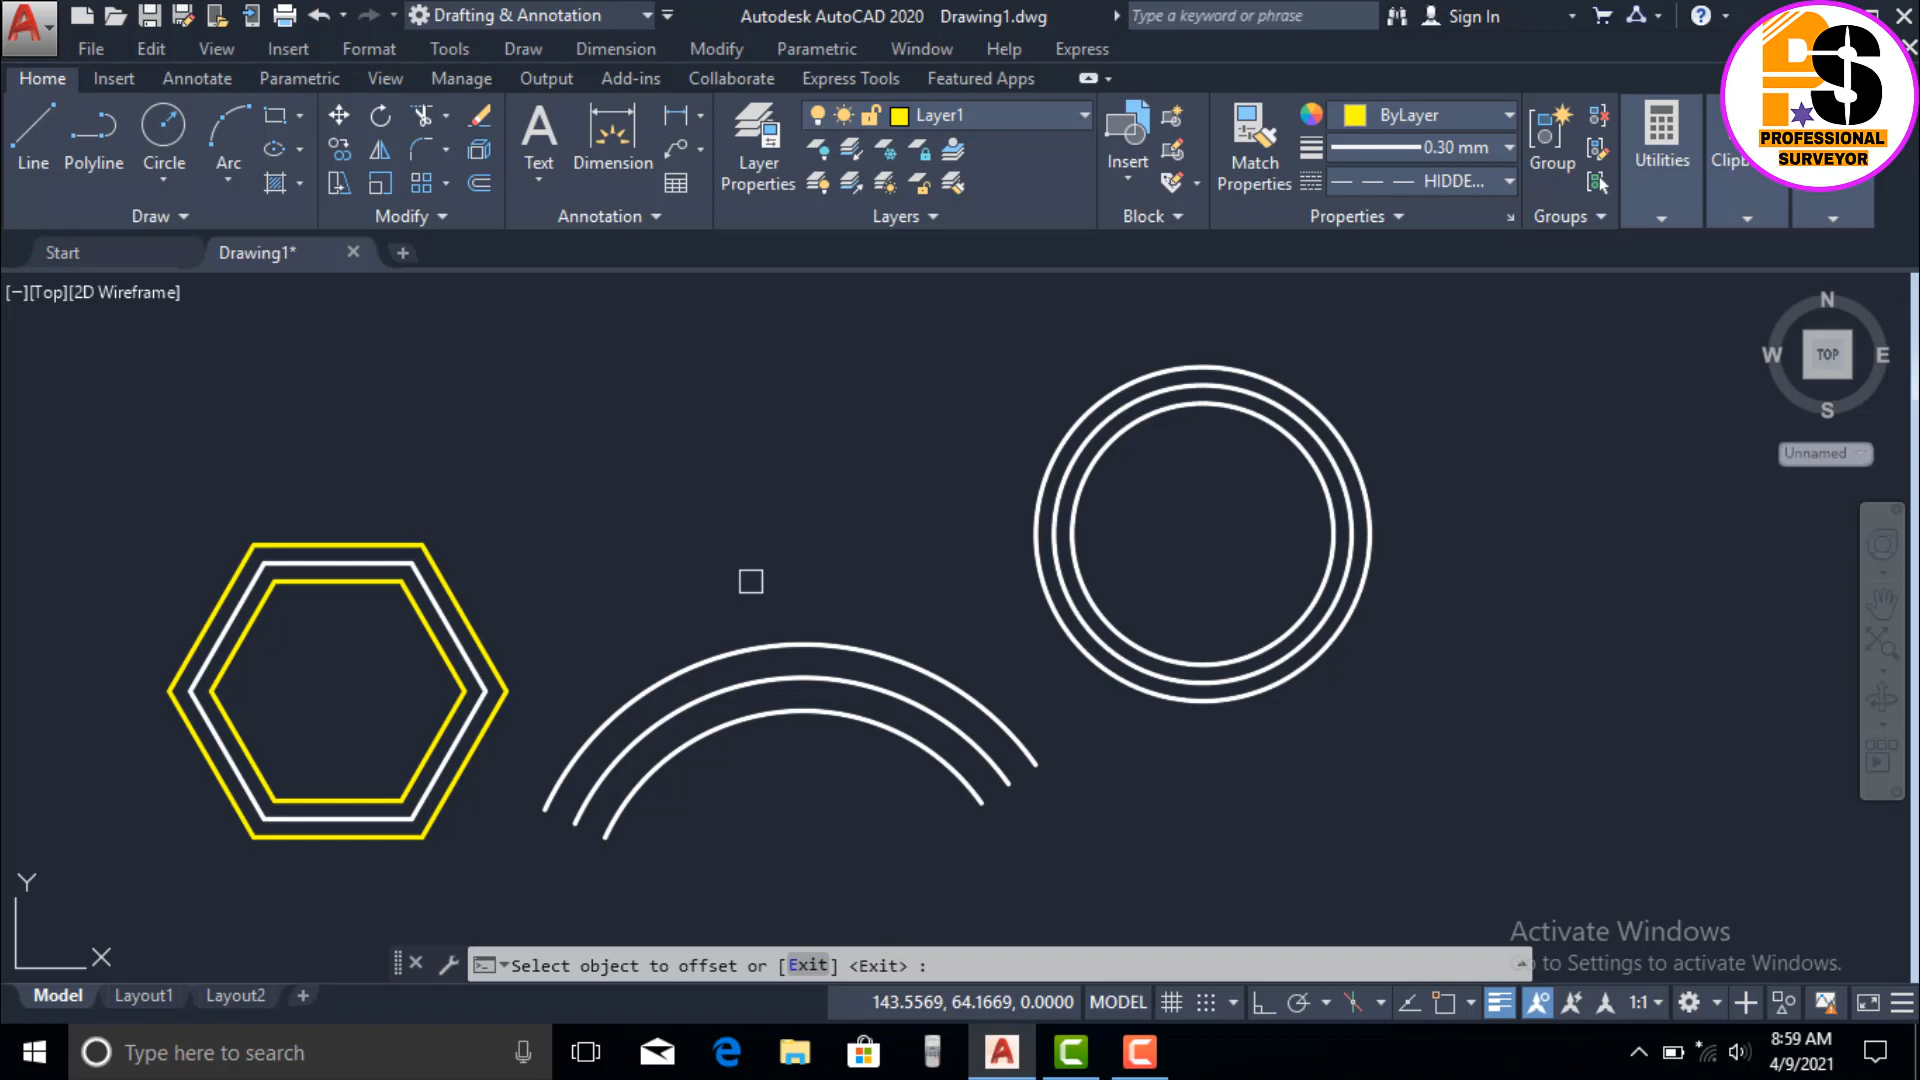 Drafting & Annotation
Autodesk AutoCAD 2020 Drawing1.dwg
Type a keyword or phrase
Sign In
File Edit View Insert Format Tools Draw Dimension Modify Parametric Window Help Express
Home Insert Annotate Parametric View Manage Output Add-ins Collaborate Express Tools Featured Apps
PROFESSIONAL
SURVEYOR
Layer1
ByLayer
0.30 mm
HIDDE...
Line Polyline Circle Arc
Text Dimension
Layer
Properties
Insert
Match
Properties
Group
Utilities
Draw Modify Annotation Layers Block Properties Groups
Start Drawing1*
[−][Top][2D Wireframe]
N
W TOP E
S
Unnamed
Y
X
Activate Windows
to Settings to activate Windows.
Select object to offset or [Exit] <Exit> :
Model Layout1 Layout2
143.5569, 64.1669, 0.0000 MODEL
1:1
Type here to search
8:59 AM
4/9/2021